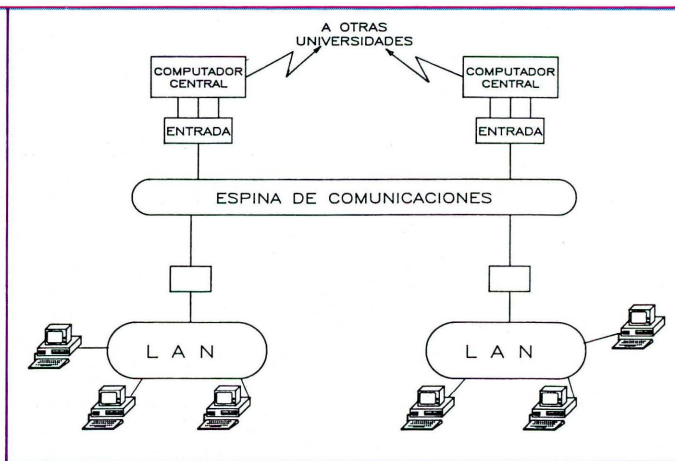 A OTRAS
UNIVERSIDADES
COMPUTADOR
CENTRAL
COMPUTADOR
CENTRAL
ENTRADA
ENTRADA
ESPINA DE COMUNICACIONES
L A N
L A N